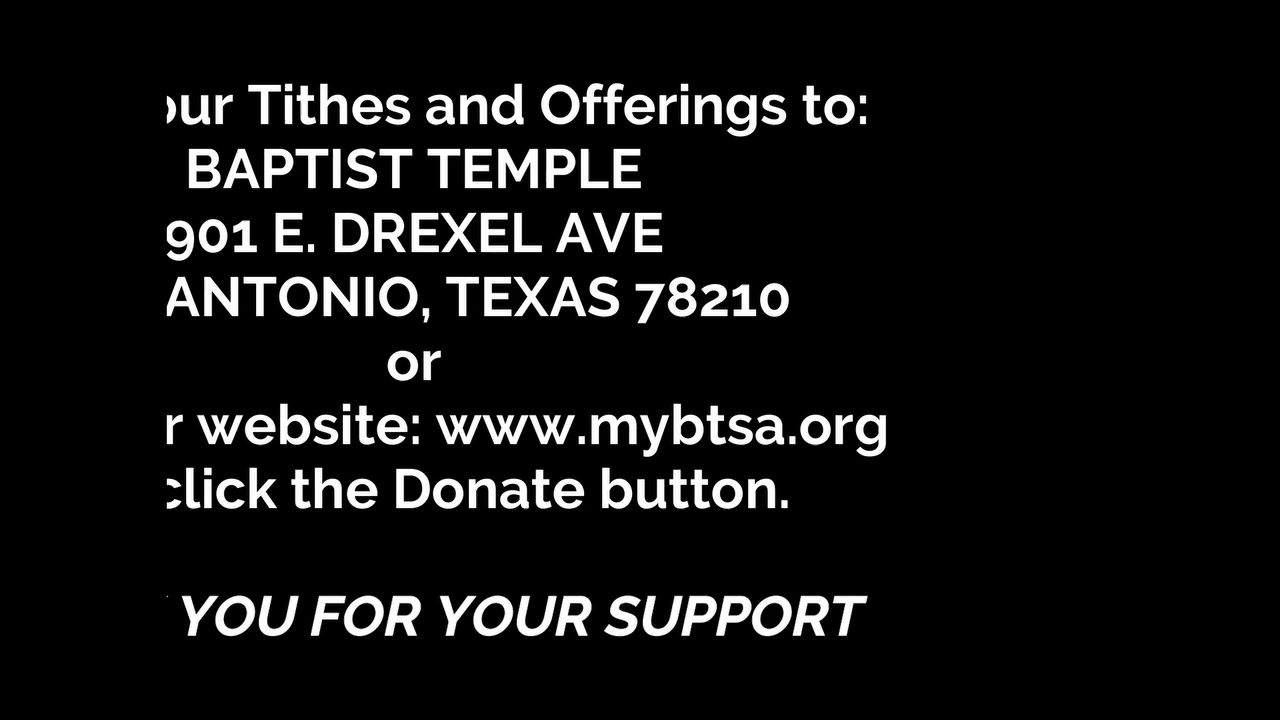 our Tithes and Offerings to:
BAPTIST TEMPLE
901 E. DREXEL AVE
ANTONIO, TEXAS 78210
or
r website: www.mybtsa.org
click the Donate button.
YOU FOR YOUR SUPPORT